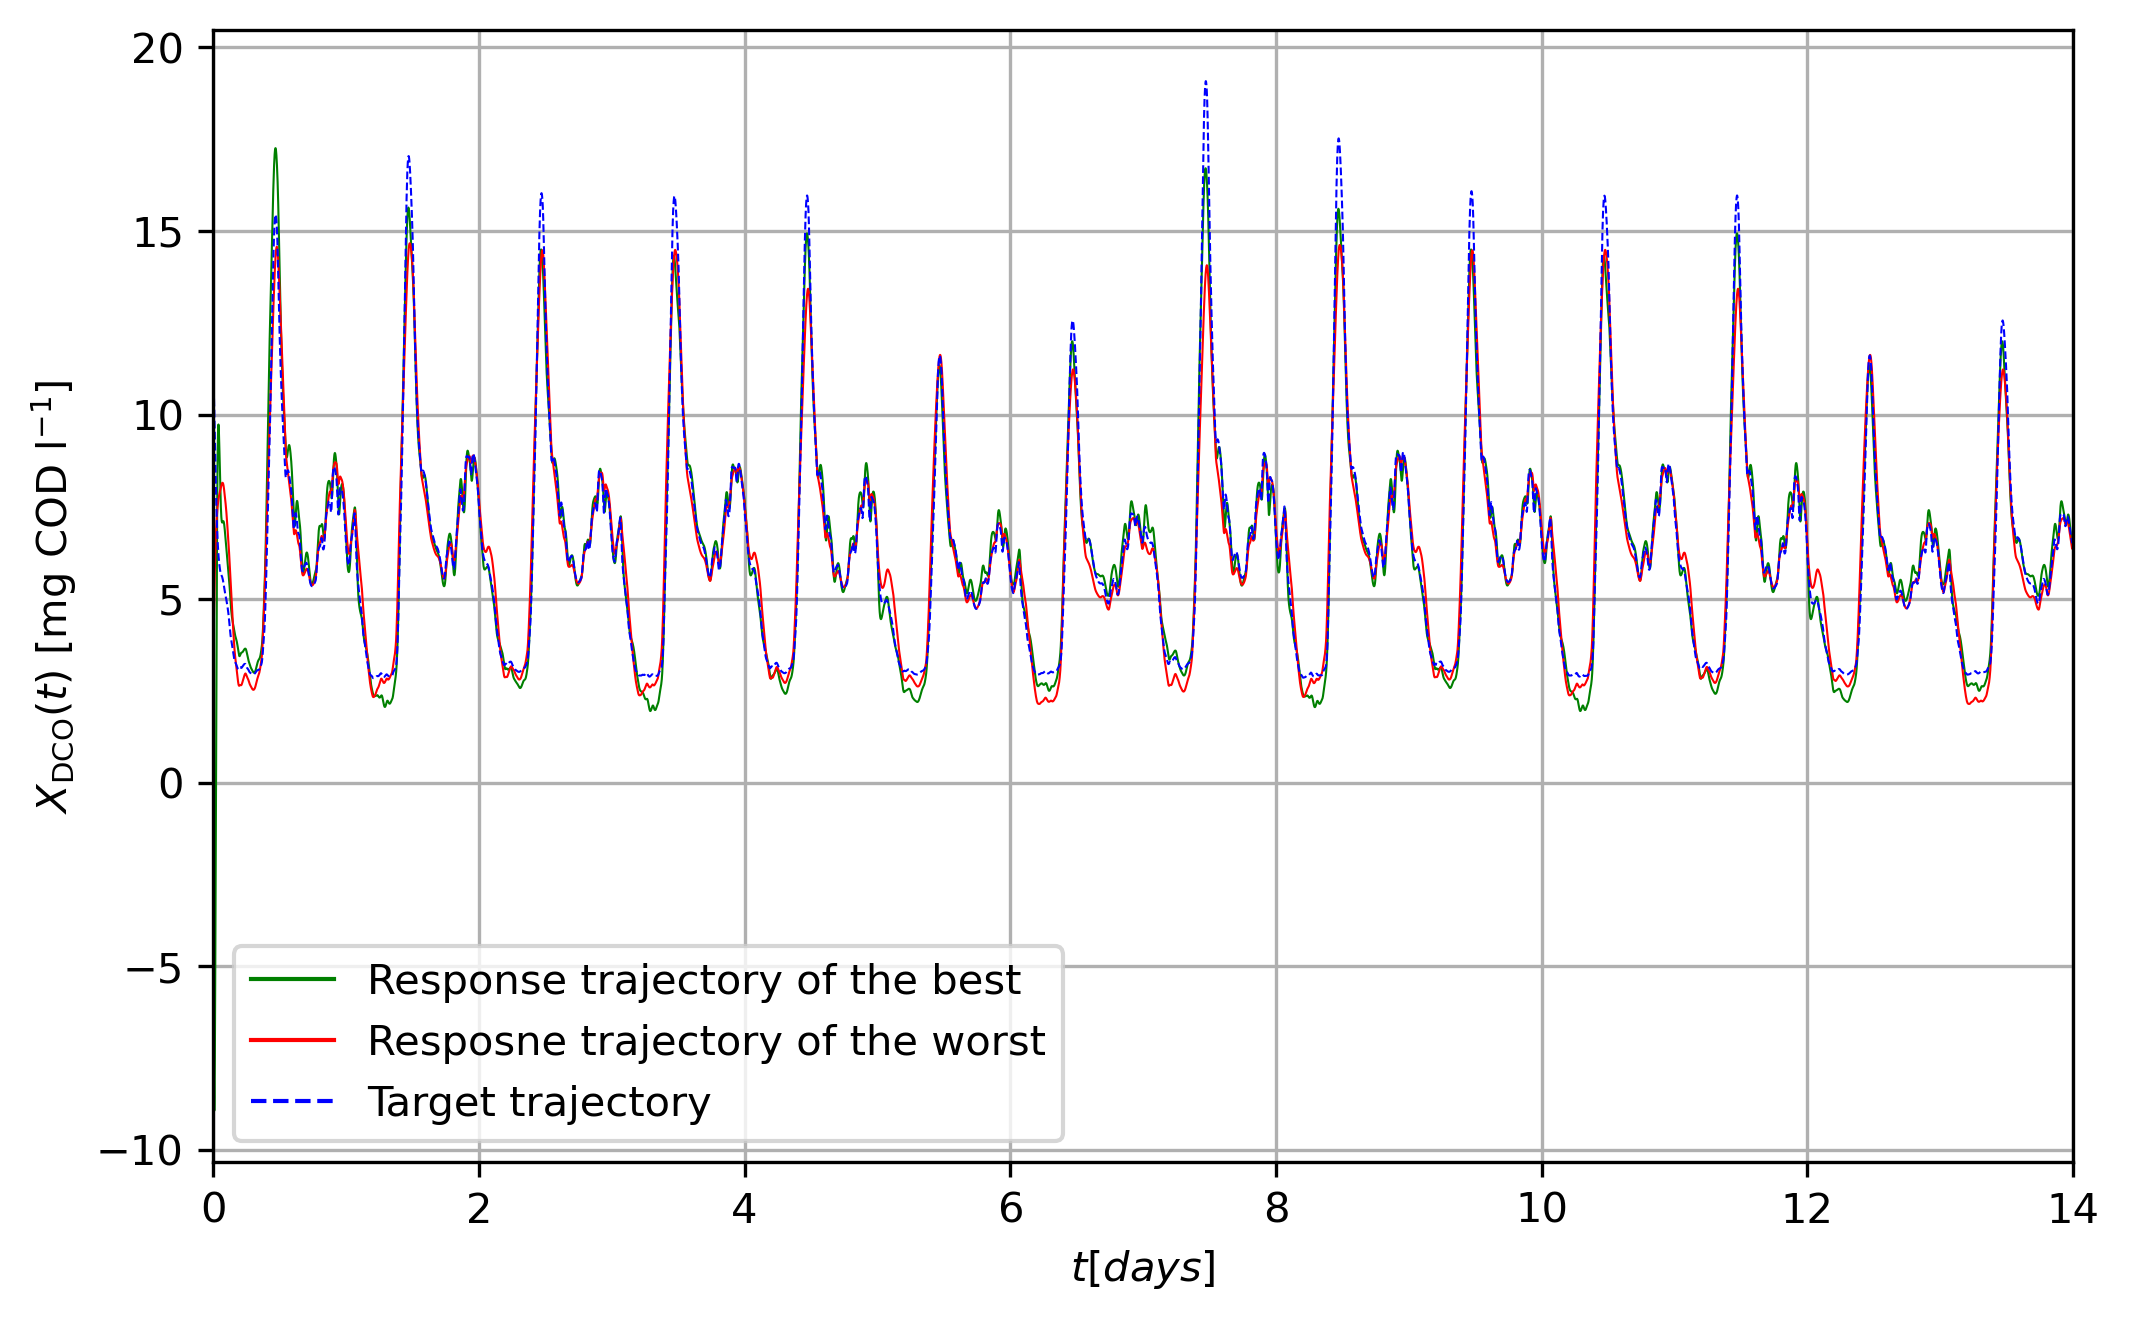 20
15
10
5
0
−5
−10
X_DCO(t) [mg COD l⁻¹]
Response trajectory of the best
Resposne trajectory of the worst
Target trajectory
0 2 4 6 8 10 12 14
t[days]